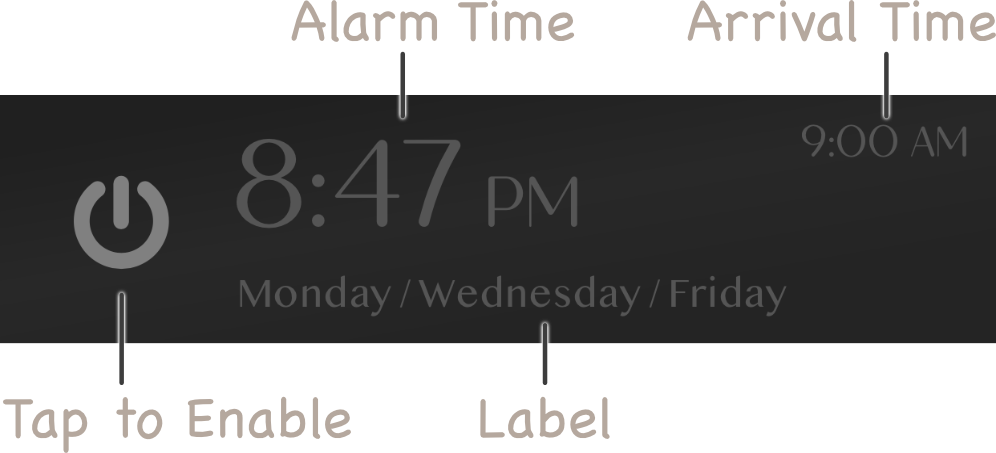 Alarm Time
Arrival Time
8:47 PM
9:00 AM
Monday / Wednesday / Friday
Tap to Enable
Label